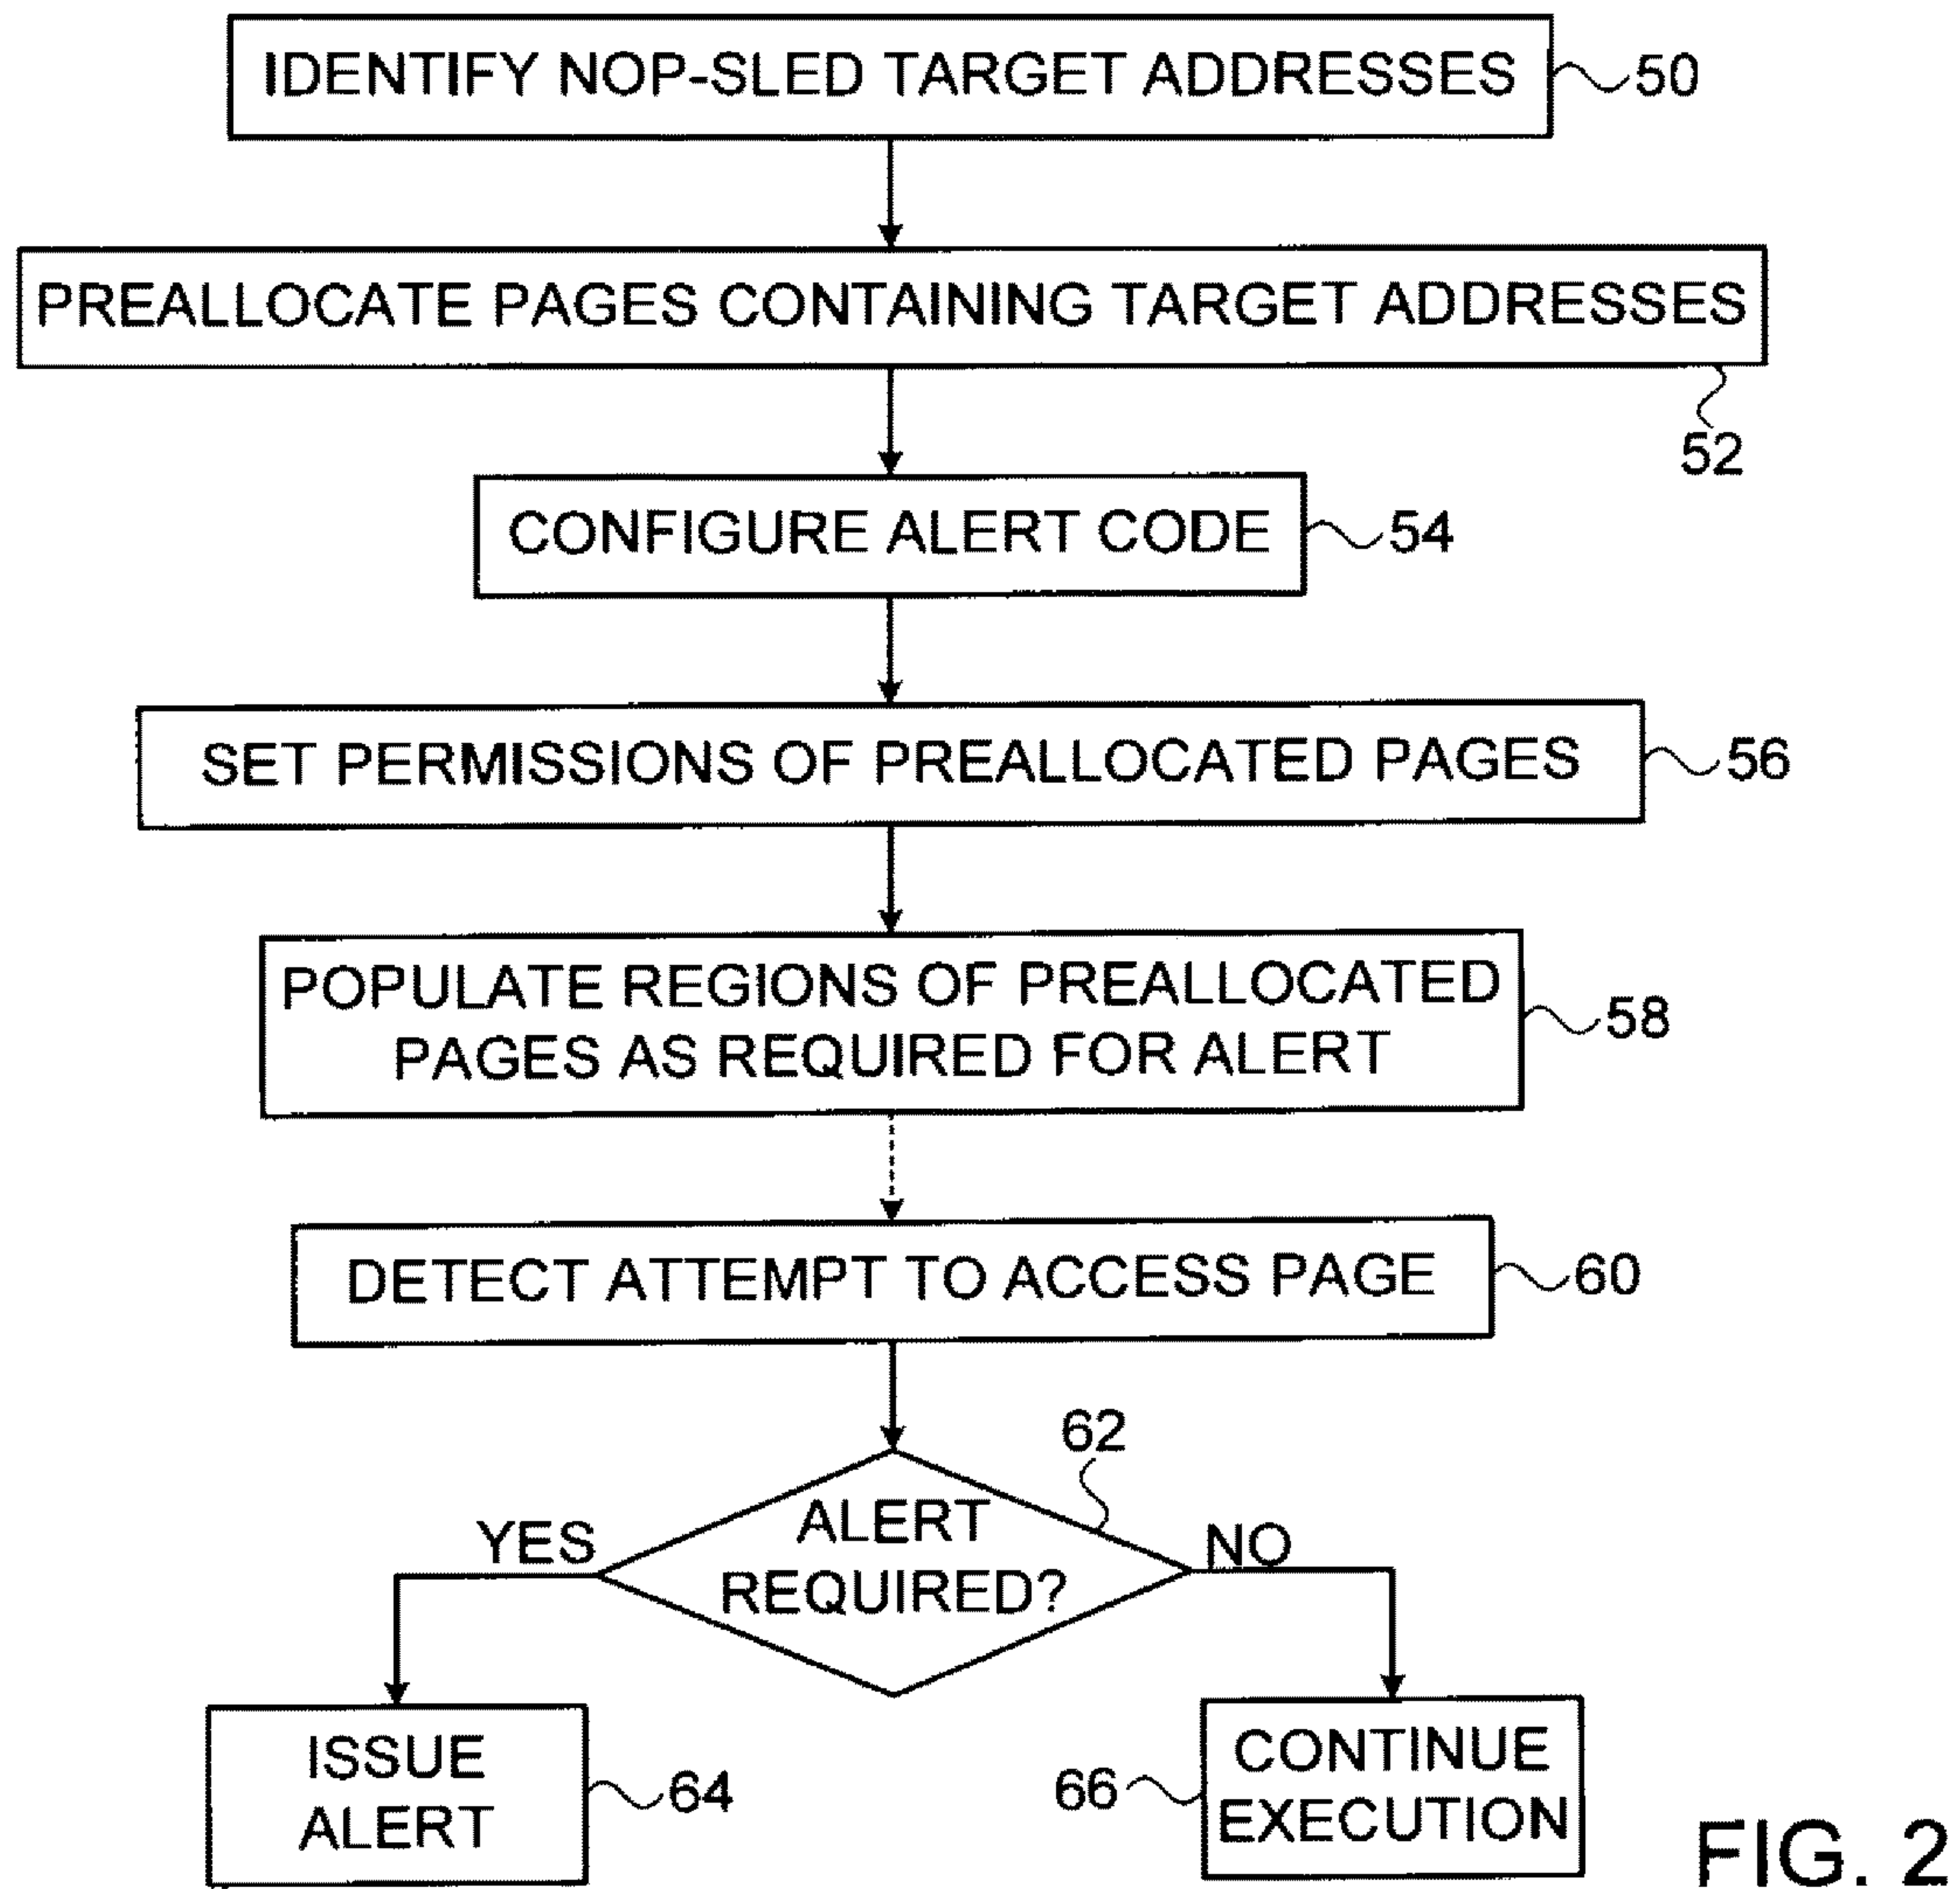 IDENTIFY NOP-SLED TARGET ADDRESSES
50
PREALLOCATE PAGES CONTAINING TARGET ADDRESSES
52
CONFIGURE ALERT CODE
54
SET PERMISSIONS OF PREALLOCATED PAGES
56
POPULATE REGIONS OF PREALLOCATED
PAGES AS REQUIRED FOR ALERT
58
DETECT ATTEMPT TO ACCESS PAGE
60
62
ALERT
REQUIRED?
YES
NO
ISSUE
ALERT
64
66
CONTINUE
EXECUTION
FIG. 2